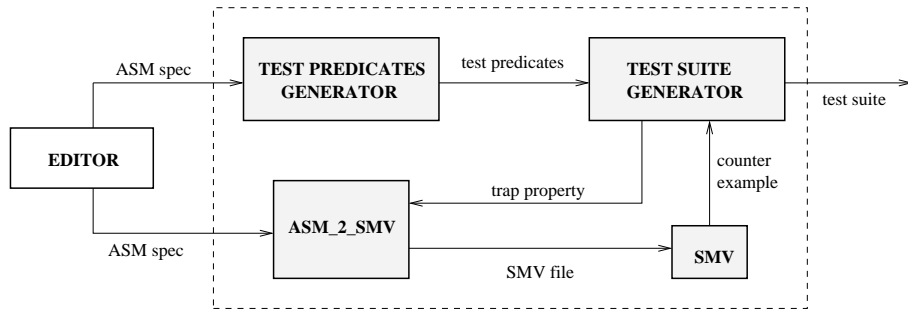 ASM spec
TEST PREDICATES
GENERATOR
test predicates
TEST SUITE
GENERATOR
test suite
EDITOR
counter
example
trap property
ASM_2_SMV
ASM spec
SMV file
SMV